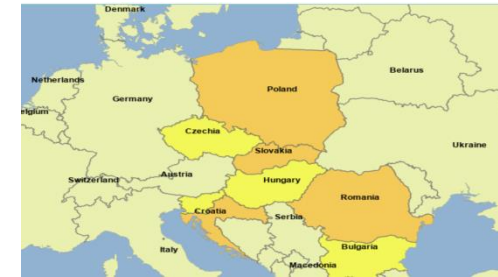 Denmark
Netherlands
Belarus
Poland
Germany
elgium
Czechia
Ukraine
Slovakia
Austria
Switzerland
Hungary
Romania
Croatia
Serbia
Bulgaria
Italy
Macedonia